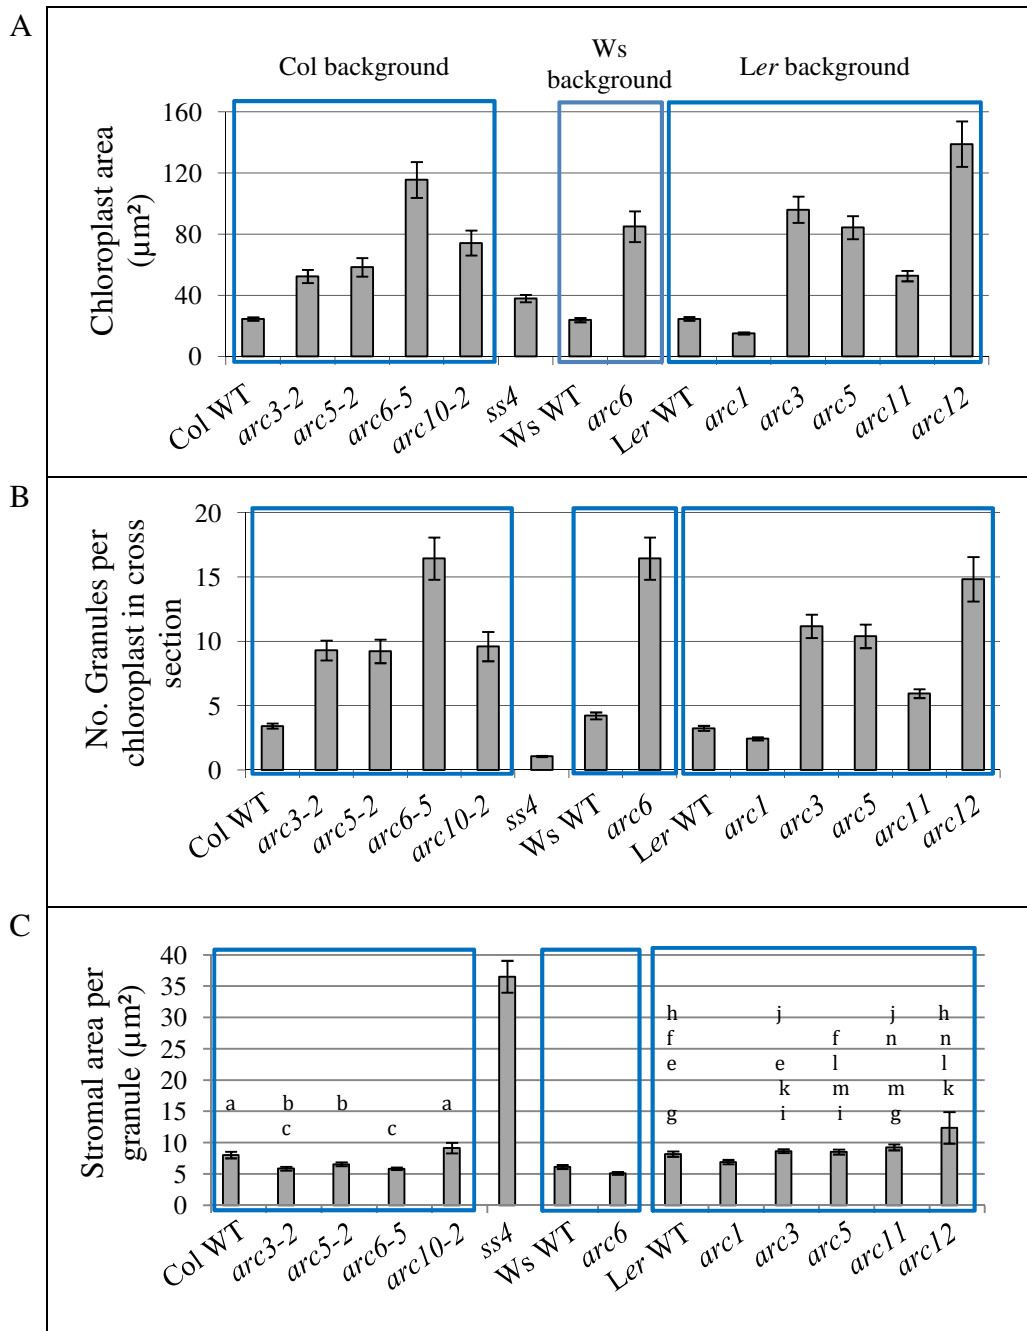 A
Col background
Ws
background
Ler background
Chloroplast area
(µm²)
160
120
80
40
0
Col WT
arc3-2
arc5-2
arc6-5
arc10-2
ss4
Ws WT
arc6
Ler WT
arc1
arc3
arc5
arc11
arc12
B
No. Granules per
chloroplast in cross
section
20
15
10
5
0
Col WT
arc3-2
arc5-2
arc6-5
arc10-2
ss4
Ws WT
arc6
Ler WT
arc1
arc3
arc5
arc11
arc12
C
Stromal area per
granule (µm²)
40
35
30
25
20
15
10
5
0
h j j h
f f n n
e e l l
k m m k
a b b a
g i i g
c c
Col WT
arc3-2
arc5-2
arc6-5
arc10-2
ss4
Ws WT
arc6
Ler WT
arc1
arc3
arc5
arc11
arc12